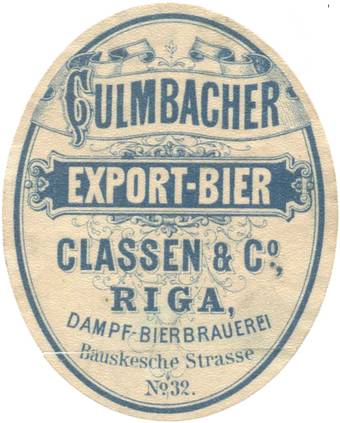 CULMBACHER
EXPORT-BIER
CLASSEN & Cº,
RIGA,
DAMPF-BIERBRAUEREI
Bauskesche Strasse
Nº 32.